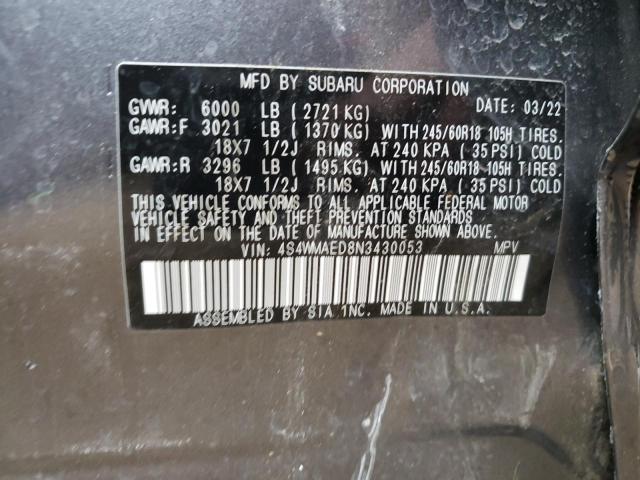 MFD BY SUBARU CORPORATION
GVWR: 6000 LB ( 2721 KG) DATE: 03/22
GAWR:F 3021 LB ( 1370 KG) WITH 245/60R18 105H TIRES.
18X7 1/2J RIMS. AT 240 KPA ( 35 PSI) COLD
GAWR:R 3296 LB ( 1495 KG) WITH 245/60R18 105H TIRES.
18X7 1/2J RIMS. AT 240 KPA ( 35 PSI) COLD
THIS VEHICLE CONFORMS TO ALL APPLICABLE FEDERAL MOTOR
VEHICLE SAFETY AND THEFT PREVENTION STANDARDS
IN EFFECT ON THE DATE OF MANUFACTURE SHOWN ABOVE.
VIN: 4S4WMAED8N3430053 MPV
ASSEMBLED BY SIA INC. MADE IN U.S.A.